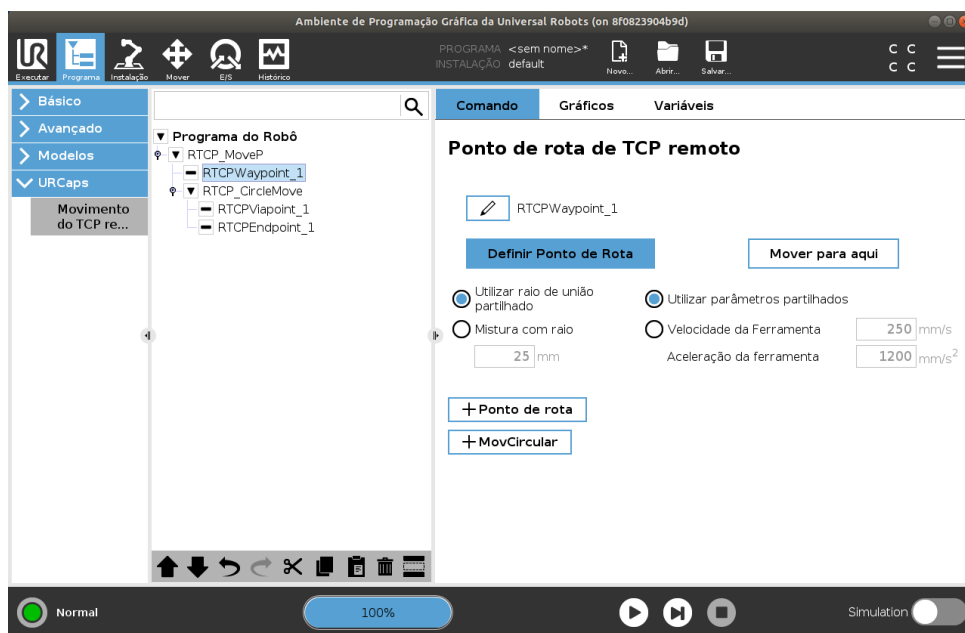 Ambiente de Programação Gráfica da Universal Robots (on 8f0823904b9d)
Executar
Programa
Instalação
Mover
E/S
Histórico
PROGRAMA <sem nome>*
INSTALAÇÃO default
Novo...
Abrir...
Salvar...
C C
C C
Básico
Avançado
Modelos
URCaps
Movimento
do TCP re...
Programa do Robô
RTCP_MoveP
RTCPWaypoint_1
RTCP_CircleMove
RTCPViapoint_1
RTCPEndpoint_1
Comando Gráficos Variáveis
Ponto de rota de TCP remoto
RTCPWaypoint_1
Definir Ponto de Rota Mover para aqui
Utilizar raio de união
partilhado
Utilizar parâmetros partilhados
Mistura com raio Velocidade da Ferramenta 250 mm/s
25 mm Aceleração da ferramenta 1200 mm/s²
+ Ponto de rota
+ MovCircular
Normal 100% Simulation